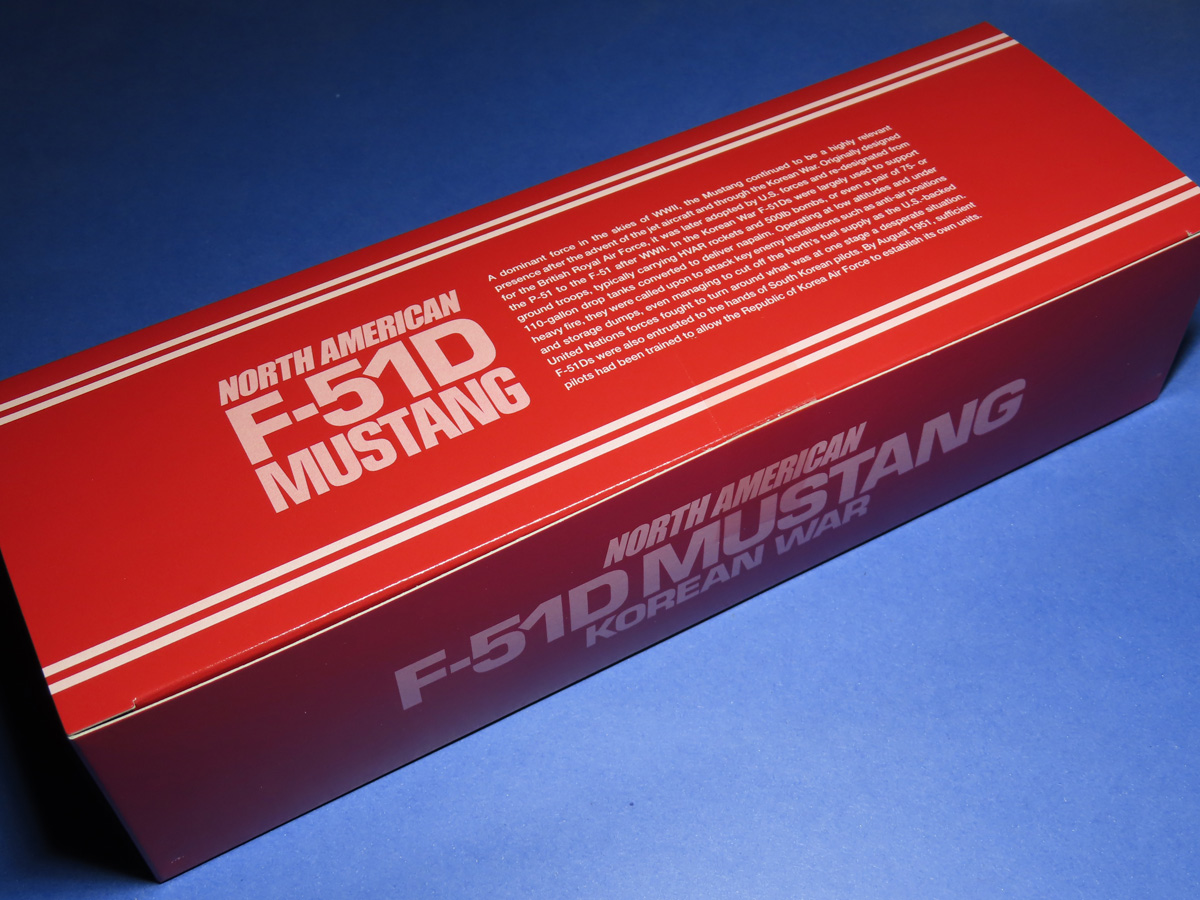 NORTH AMERICAN
F-51D
MUSTANG
A dominant force in the skies of WWII, the Mustang continued to be a highly relevant
presence after the advent of the jet aircraft and through the Korean War. Originally designed
for the British Royal Air Force, it was later adopted by U.S. forces and re-designated from
the P-51 to the F-51 after WWII. In the Korean War F-51Ds were largely used to support
ground troops, typically carrying HVAR rockets and 500lb bombs, or even a pair of 75- or
110-gallon drop tanks converted to deliver napalm. Operating at low altitudes and under
heavy fire, they were called upon to attack key enemy installations such as anti-air positions
and storage dumps, even managing to cut off the North's fuel supply as the U.S.-backed
United Nations forces fought to turn around what was at one stage a desperate situation.
F-51Ds were also entrusted to the hands of South Korean pilots. By August 1951, sufficient
pilots had been trained to allow the Republic of Korea Air Force to establish its own units.
NORTH AMERICAN
F-51D MUSTANG
KOREAN WAR